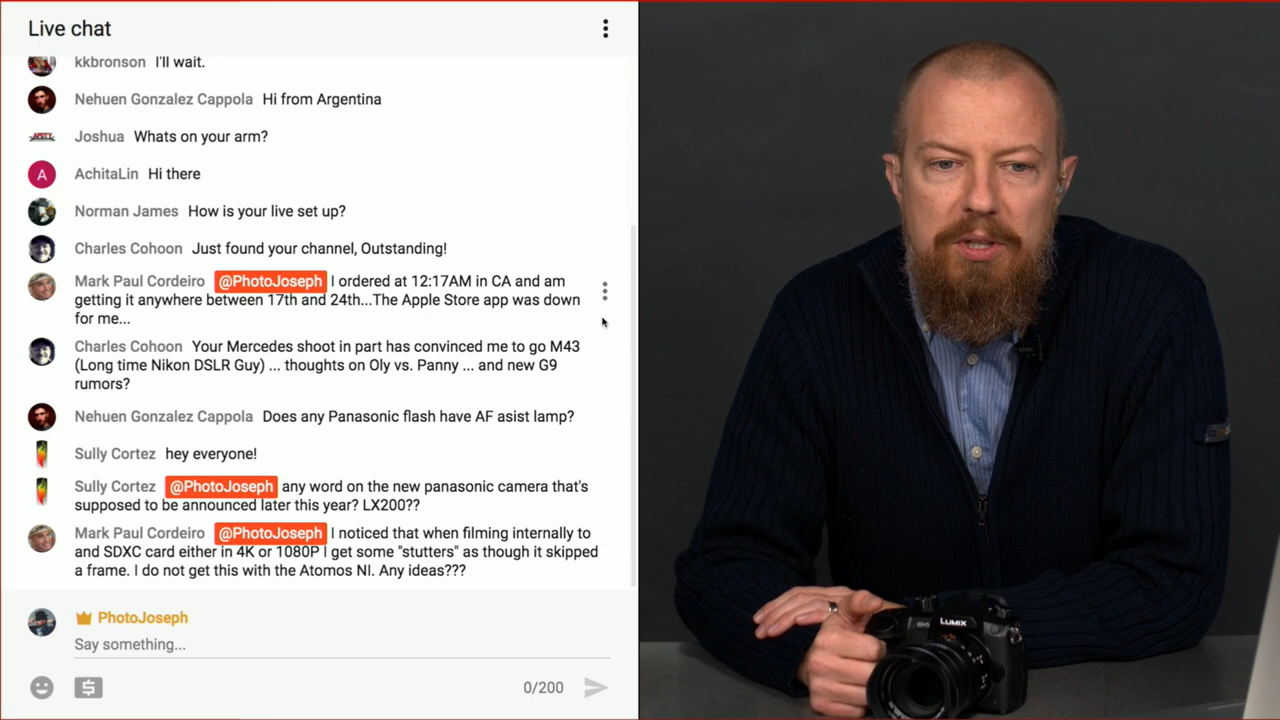 Live chat
kkbronson I'll wait.
Nehuen Gonzalez Cappola Hi from Argentina
Joshua Whats on your arm?
A
AchitaLin Hi there
Norman James How is your live set up?
Charles Cohoon Just found your channel, Outstanding!
Mark Paul Cordeiro @PhotoJoseph I ordered at 12:17AM in CA and am
getting it anywhere between 17th and 24th...The Apple Store app was down
for me...
Charles Cohoon Your Mercedes shoot in part has convinced me to go M43
(Long time Nikon DSLR Guy) ... thoughts on Oly vs. Panny ... and new G9
rumors?
Nehuen Gonzalez Cappola Does any Panasonic flash have AF asist lamp?
Sully Cortez hey everyone!
Sully Cortez @PhotoJoseph any word on the new panasonic camera that's
supposed to be announced later this year? LX200??
Mark Paul Cordeiro @PhotoJoseph I noticed that when filming internally to
and SDXC card either in 4K or 1080P I get some "stutters" as though it skipped
a frame. I do not get this with the Atomos NI. Any ideas???
PhotoJoseph
Say something...
$
0/200
GH5 LUMIX